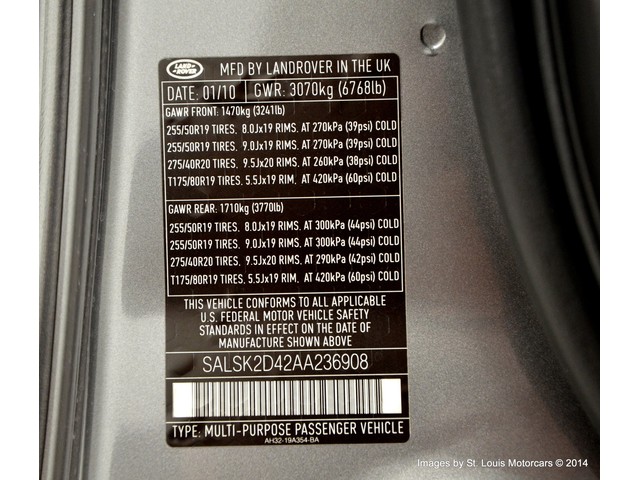 LAND-
ROVER
MFD BY LANDROVER IN THE UK
DATE: 01/10 GWR: 3070kg (6768lb)
GAWR FRONT: 1470kg (3241lb)
255/50R19 TIRES, 8.0Jx19 RIMS, AT 270kPa (39psi) COLD
255/50R19 TIRES, 9.0Jx19 RIMS, AT 270kPa (39psi) COLD
275/40R20 TIRES, 9.5Jx20 RIMS, AT 260kPa (38psi) COLD
T175/80R19 TIRES, 5.5Jx19 RIM, AT 420kPa (60psi) COLD
GAWR REAR: 1710kg (3770lb)
255/50R19 TIRES, 8.0Jx19 RIMS, AT 300kPa (44psi) COLD
255/50R19 TIRES, 9.0Jx19 RIMS, AT 300kPa (44psi) COLD
275/40R20 TIRES, 9.5Jx20 RIMS, AT 290kPa (42psi) COLD
T175/80R19 TIRES, 5.5Jx19 RIM, AT 420kPa (60psi) COLD
THIS VEHICLE CONFORMS TO ALL APPLICABLE
U.S. FEDERAL MOTOR VEHICLE SAFETY
STANDARDS IN EFFECT ON THE DATE OF
MANUFACTURE SHOWN ABOVE
SALSK2D42AA236908
TYPE: MULTI-PURPOSE PASSENGER VEHICLE
AH32-19A354-BA
Images by St. Louis Motorcars © 2014